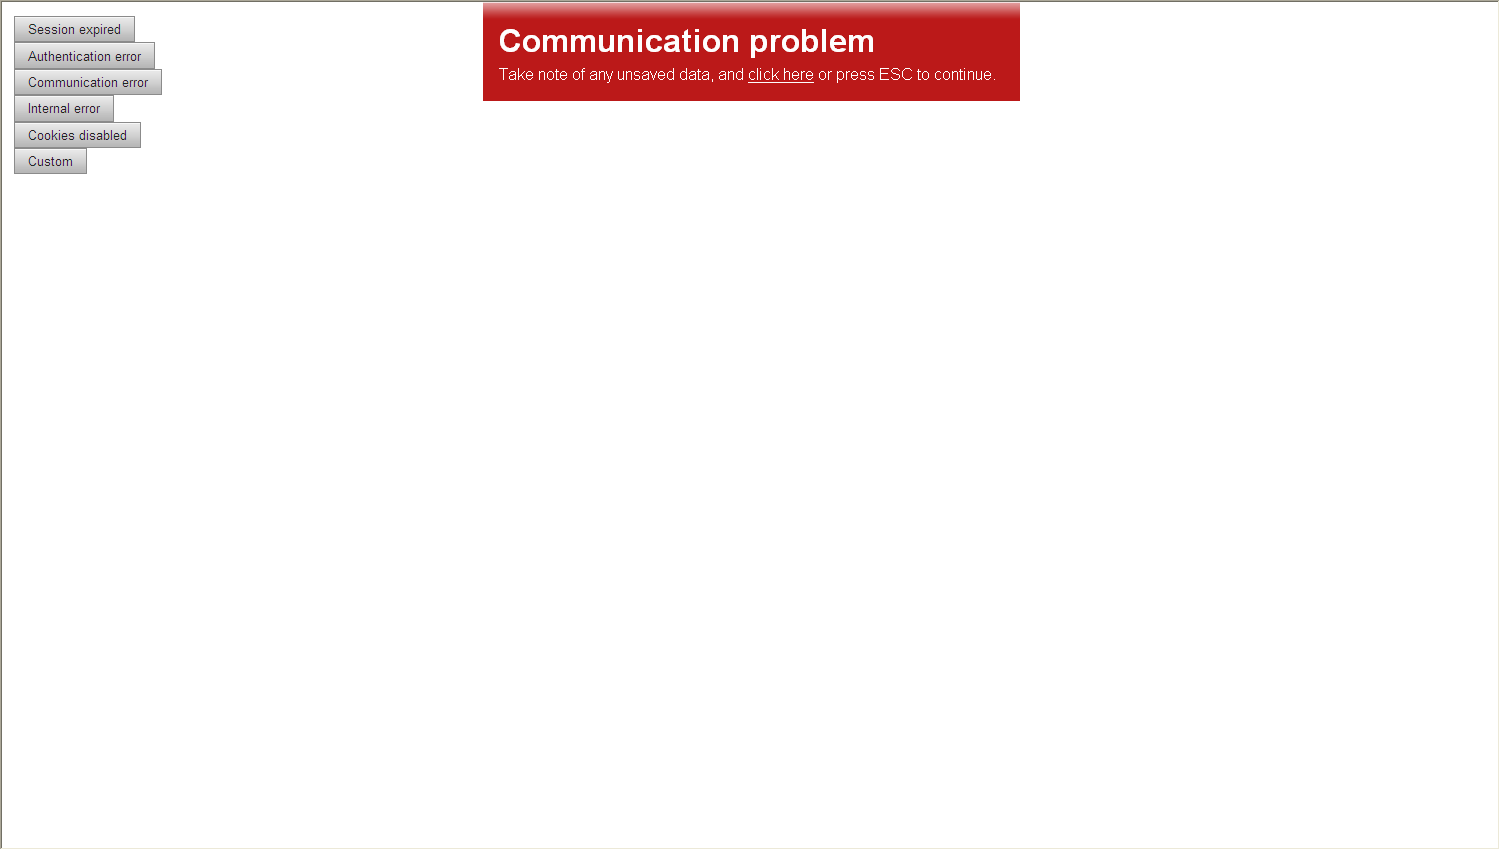 Session expired
Authentication error
Communication error
Internal error
Cookies disabled
Custom
Communication problem
Take note of any unsaved data, and click here or press ESC to continue.